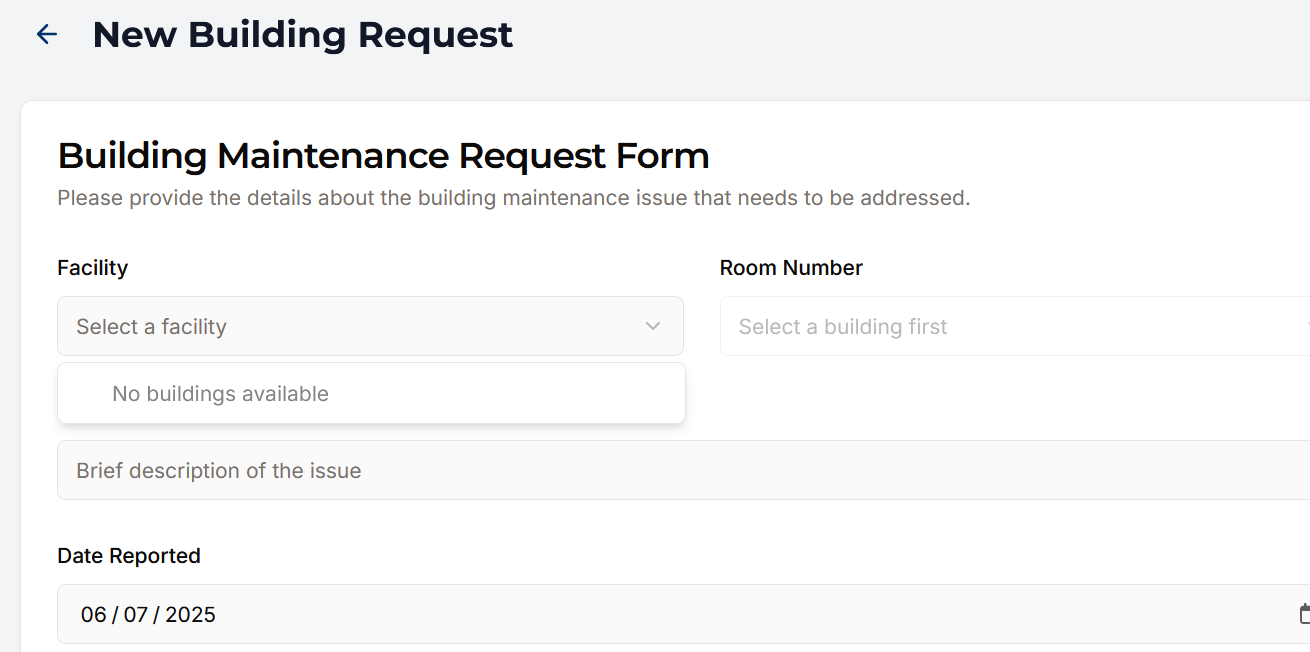 New Building Request
Building Maintenance Request Form
Please provide the details about the building maintenance issue that needs to be addressed.
Facility
Room Number
Select a facility
Select a building first
No buildings available
Brief description of the issue
Date Reported
06 / 07 / 2025